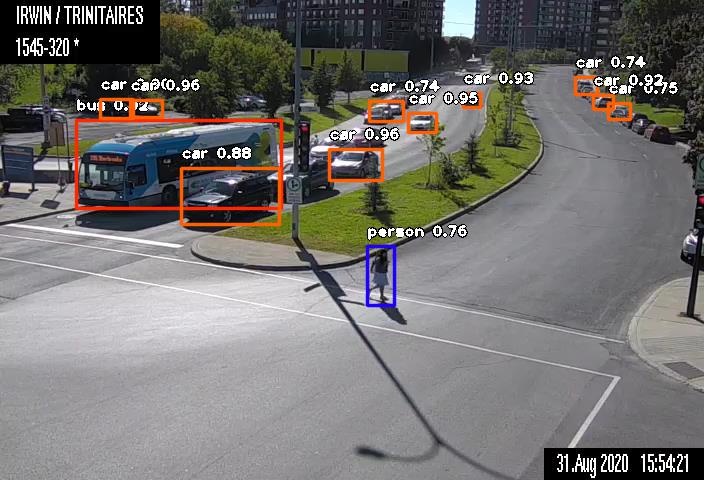 IRWIN / TRINITAIRES
1545-320 *
car 0.96
bus 0.92
car 0.88
car 0.96
car 0.74
car 0.95
car 0.93
car 0.74
car 0.92
car 0.75
person 0.76
31.Aug 2020 15:54:21